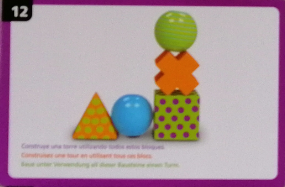 12
Construye una torre utilizando todos estos bloques.
Construisez une tour en utilisant tous ces blocs.
Baue unter Verwendung all dieser Bausteine einen Turm.